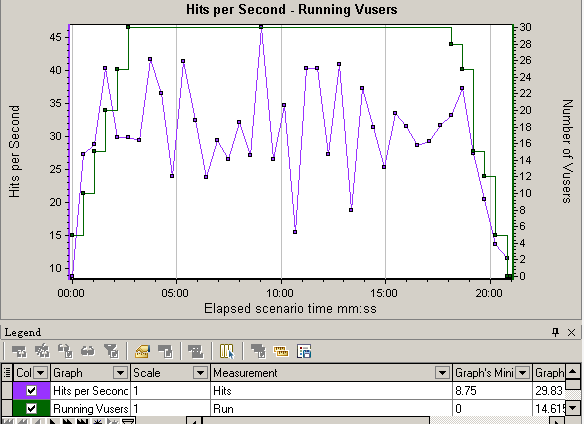 Hits per Second - Running Vusers
Hits per Second
45
40
35
30
25
20
15
10
30
28
26
24
22
20
18
16
14
12
10
8
6
4
2
0
Number of Vusers
00:00 05:00 10:00 15:00 20:00
Elapsed scenario time mm:ss
Legend
Col Graph Scale Measurement Graph's Mini Graph
Hits per Second 1 Hits 8.75 29.83
Running Vusers 1 Run 0 14.615